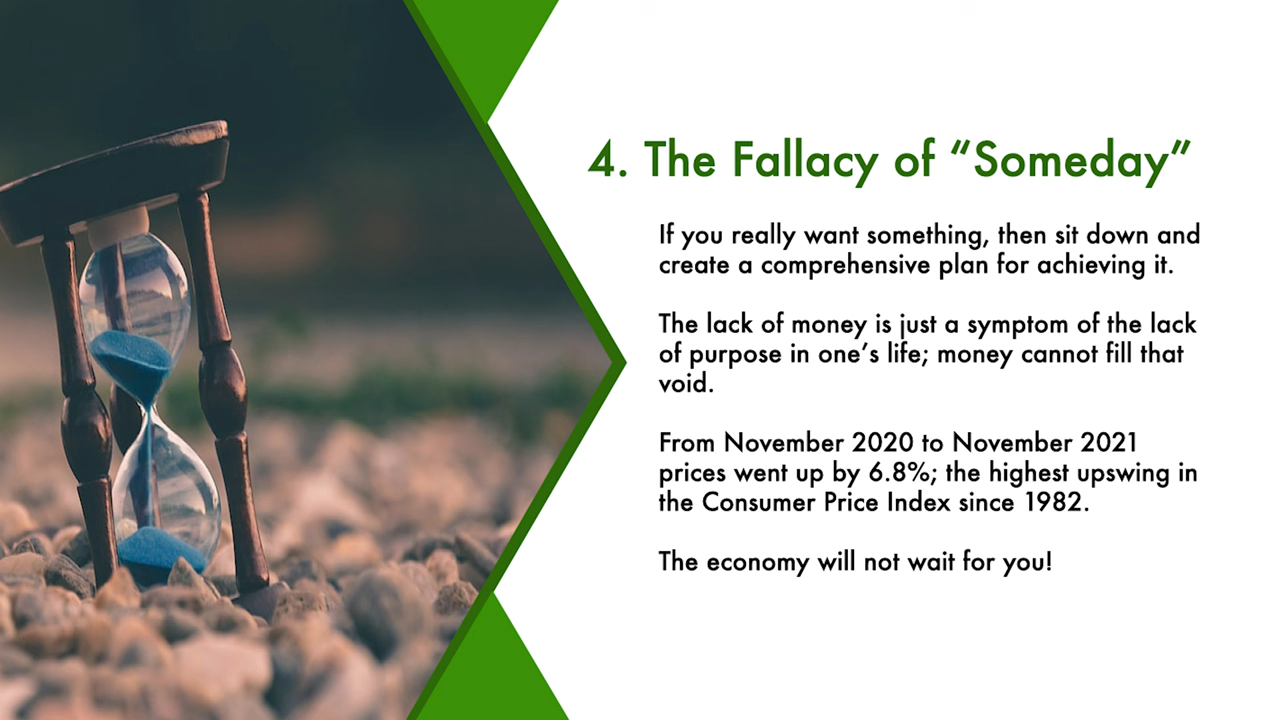 4. The Fallacy of “Someday”
If you really want something, then sit down and
create a comprehensive plan for achieving it.
The lack of money is just a symptom of the lack
of purpose in one’s life; money cannot fill that
void.
From November 2020 to November 2021
prices went up by 6.8%; the highest upswing in
the Consumer Price Index since 1982.
The economy will not wait for you!